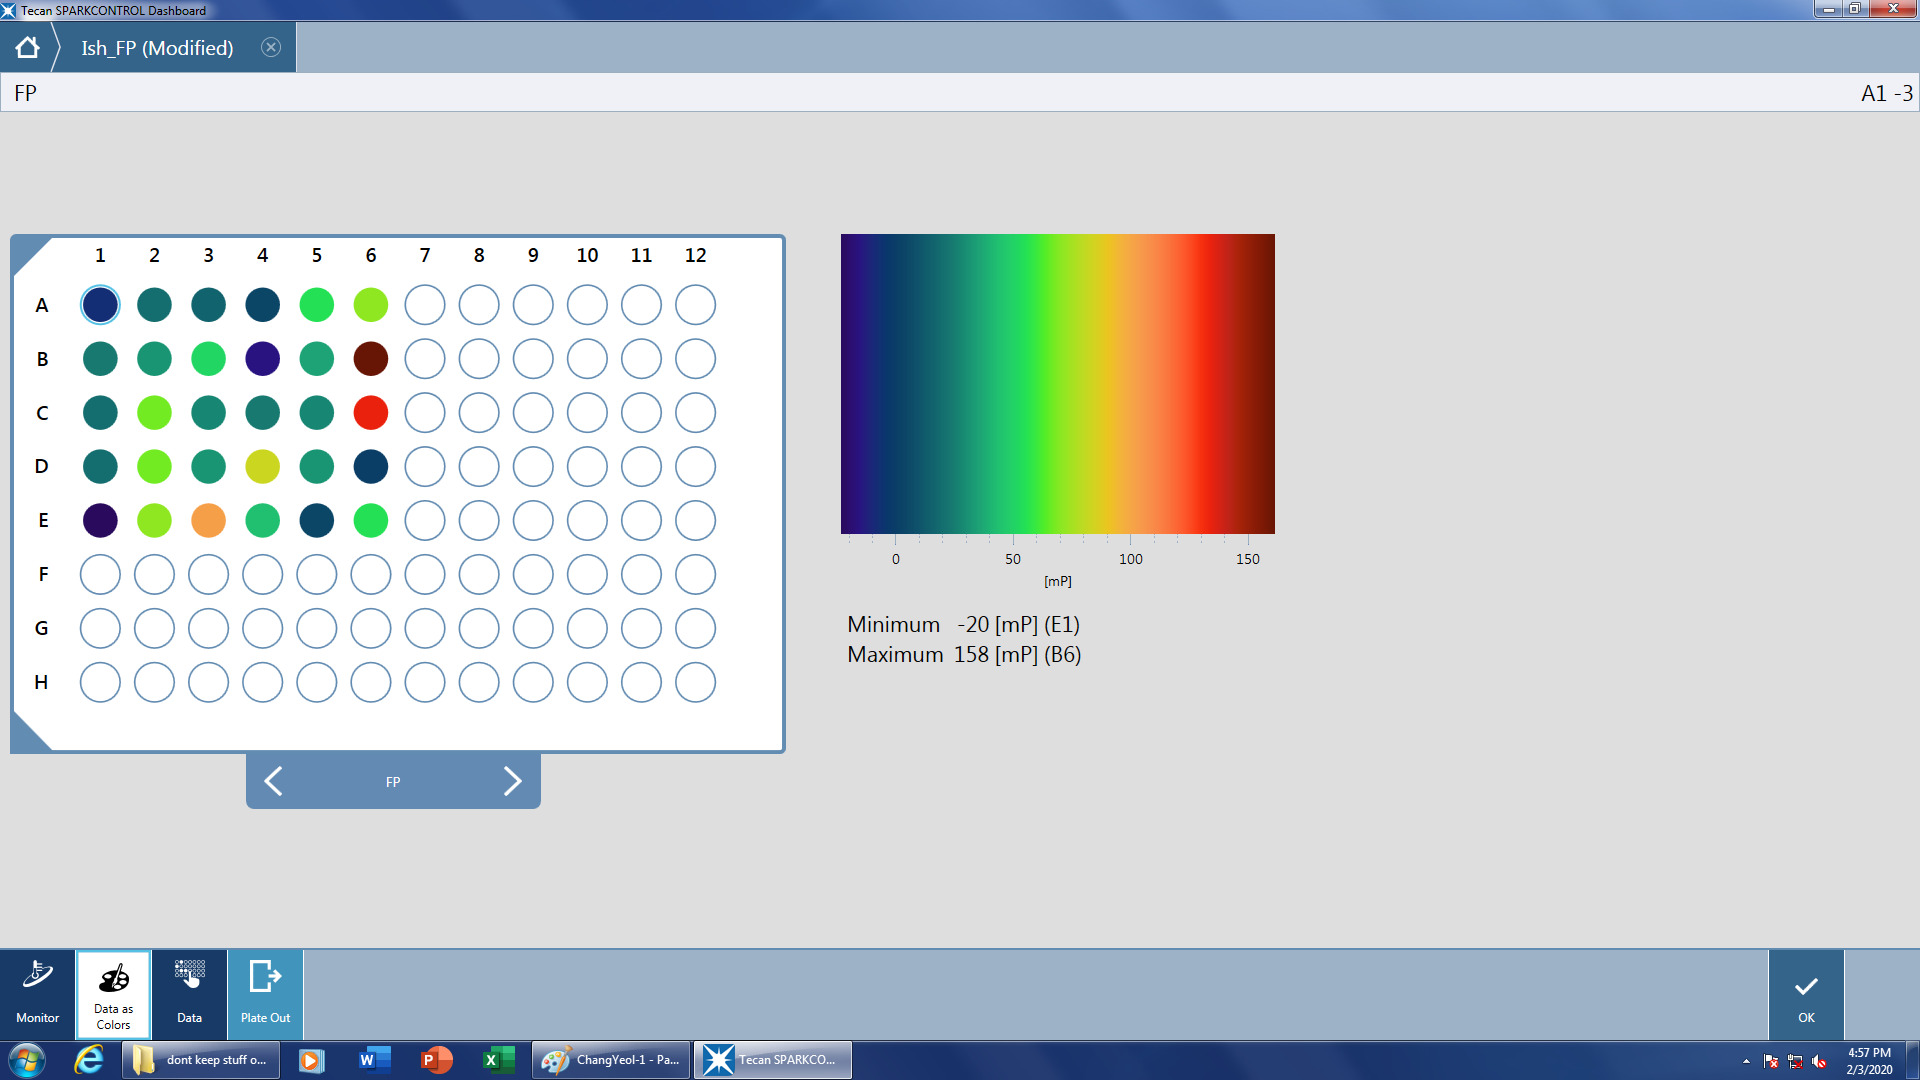 Tecan SPARKCONTROL Dashboard
Ish_FP (Modified)
FP
A1 -3
1 2 3 4 5 6 7 8 9 10 11 12
A
B
C
D
E
F
G
H
FP
0 50 100 150
[mP]
Minimum -20 [mP] (E1)
Maximum 158 [mP] (B6)
Monitor
Data as
Colors
Data
Plate Out
OK
dont keep stuff o...
ChangYeol-1 - Pa...
Tecan SPARKCO...
4:57 PM
2/3/2020